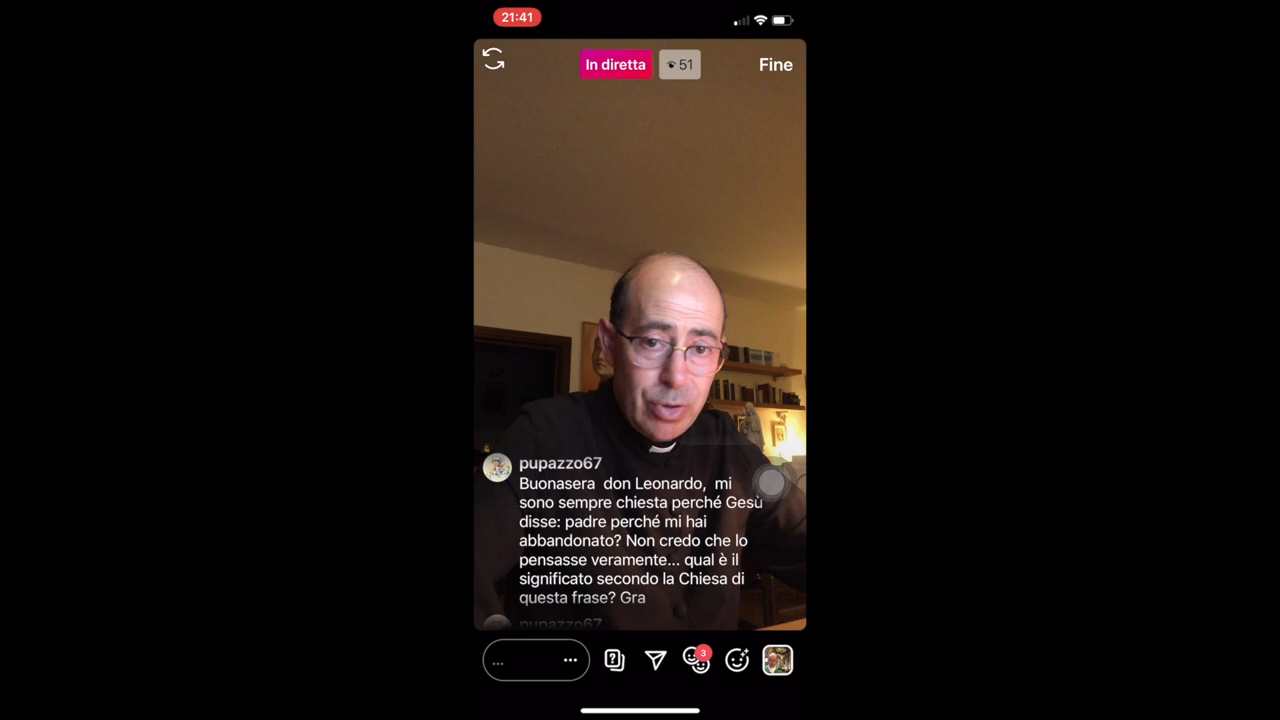 21:41
In diretta
51
Fine
pupazzo67
Buonasera don Leonardo, mi
sono sempre chiesta perché Gesù
disse: padre perché mi hai
abbandonato? Non credo che lo
pensasse veramente... qual è il
significato secondo la Chiesa di
questa frase? Gra
pupazzo67
...
3